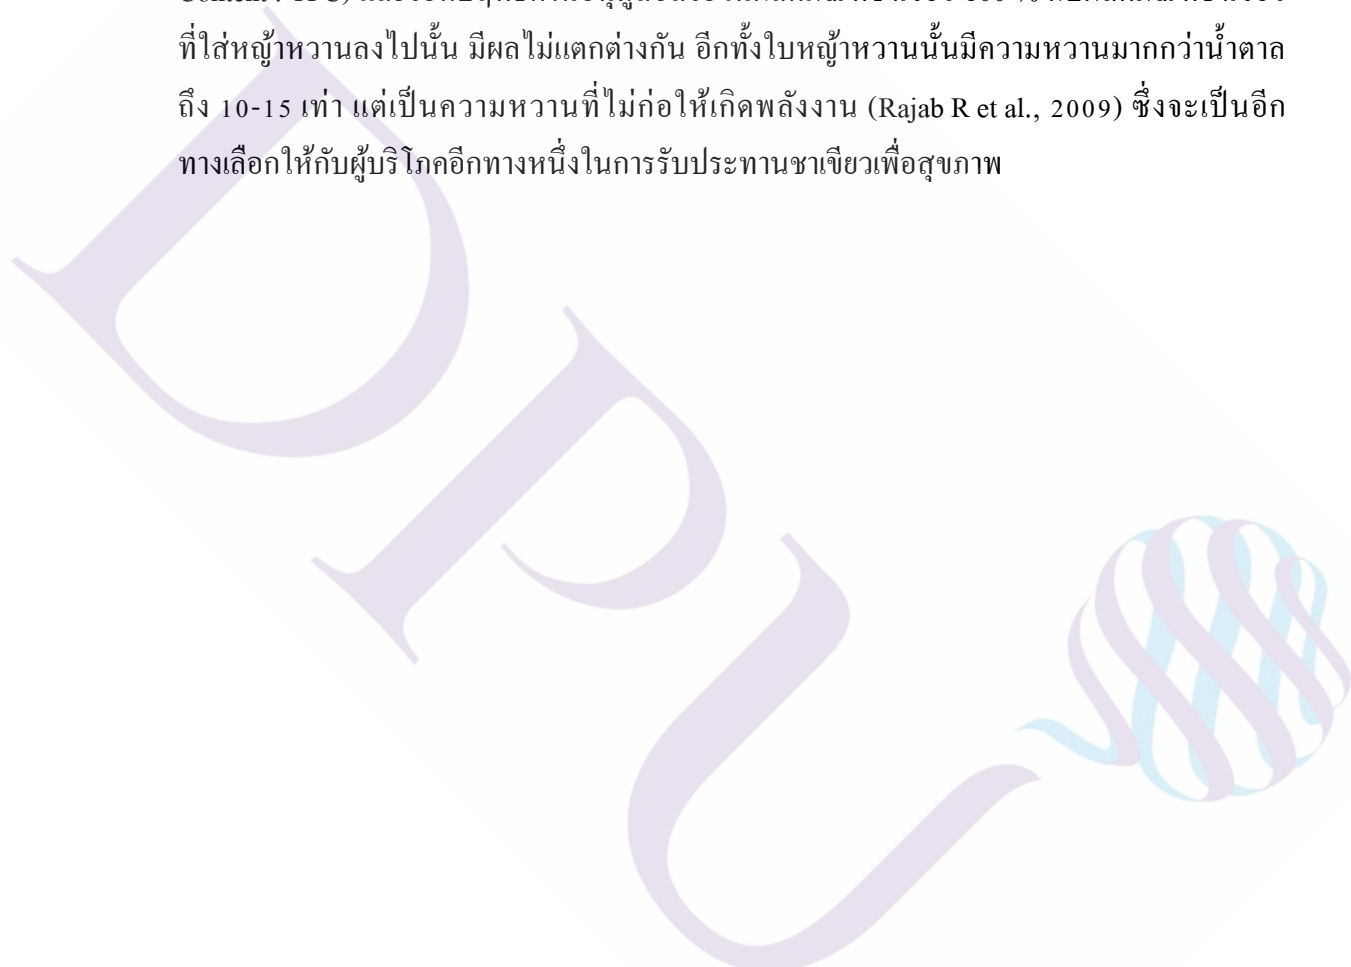 ที่ใส่หญ้าหวานลงไปนั้น มีผลไม่แตกต่างกัน อีกทั้งใบหญ้าหวานนั้นมีความหวานมากกว่าน้ำตาล
ถึง 10-15 เท่า แต่เป็นความหวานที่ไม่ก่อให้เกิดพลังงาน (Rajab R et al., 2009) ซึ่งจะเป็นอีก
ทางเลือกให้กับผู้บริโภคอีกทางหนึ่งในการรับประทานชาเขียวเพื่อสุขภาพ
DPU